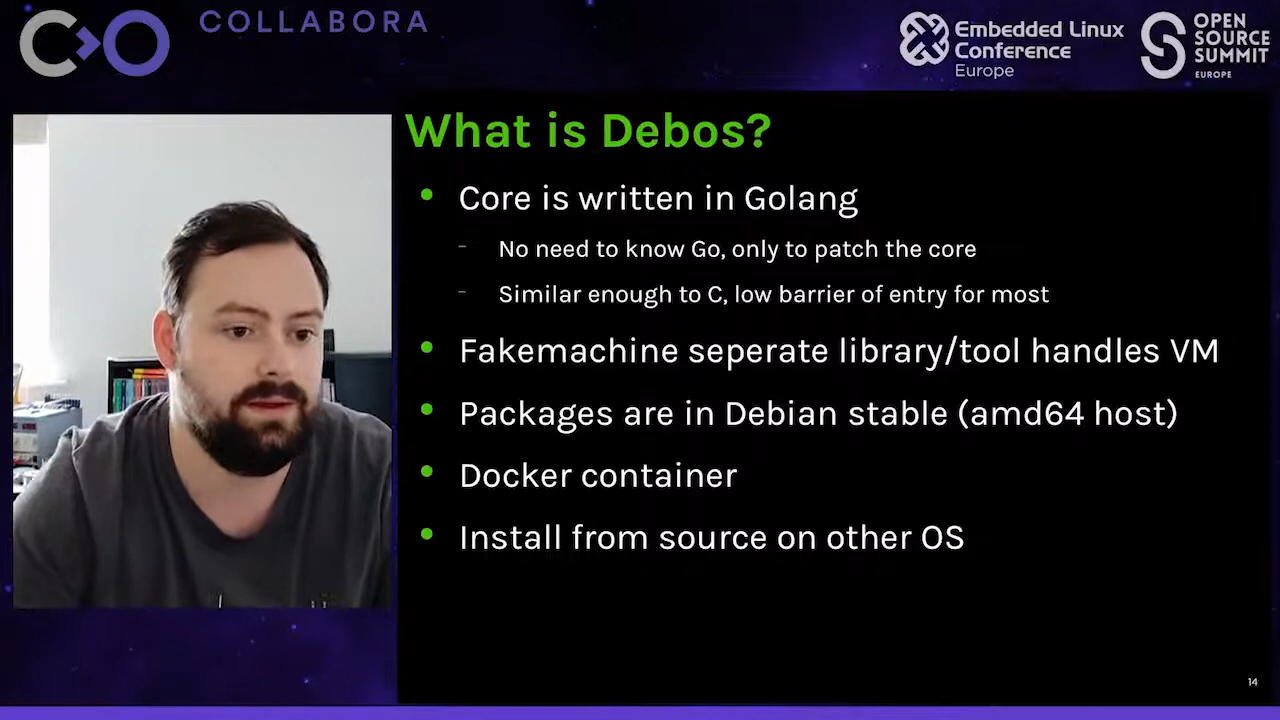 COLLABORA
Embedded Linux
Conference
Europe
OPEN
SOURCE
SUMMIT
EUROPE
What is Debos?
Core is written in Golang
No need to know Go, only to patch the core
Similar enough to C, low barrier of entry for most
Fakemachine seperate library/tool handles VM
Packages are in Debian stable (amd64 host)
Docker container
Install from source on other OS
14